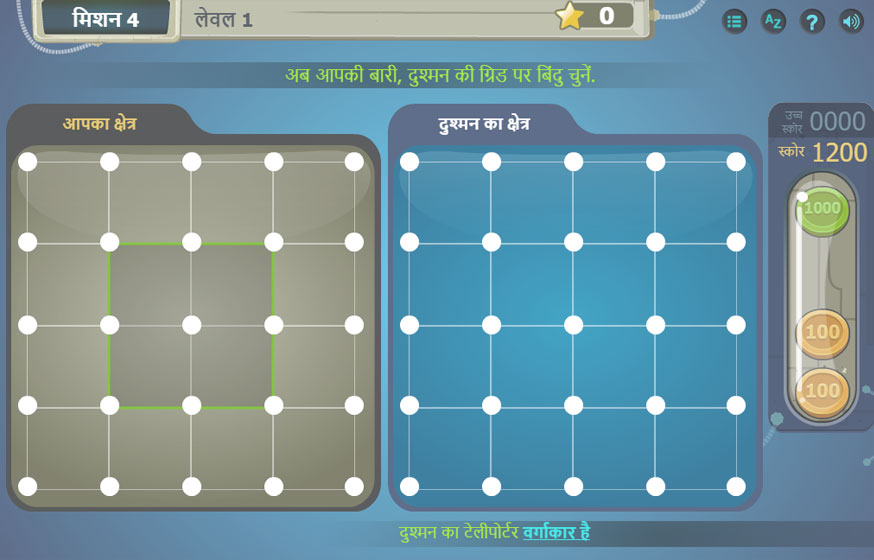 मिशन 4
लेवल 1
0
AZ
?
अब आपकी बारी, दुश्मन की ग्रिड पर बिंदु चुनें.
आपका क्षेत्र
दुश्मन का क्षेत्र
उच्च स्कोर 0000
स्कोर 1200
1000
100
100
दुश्मन का टेलीपोर्टर वर्गाकार है